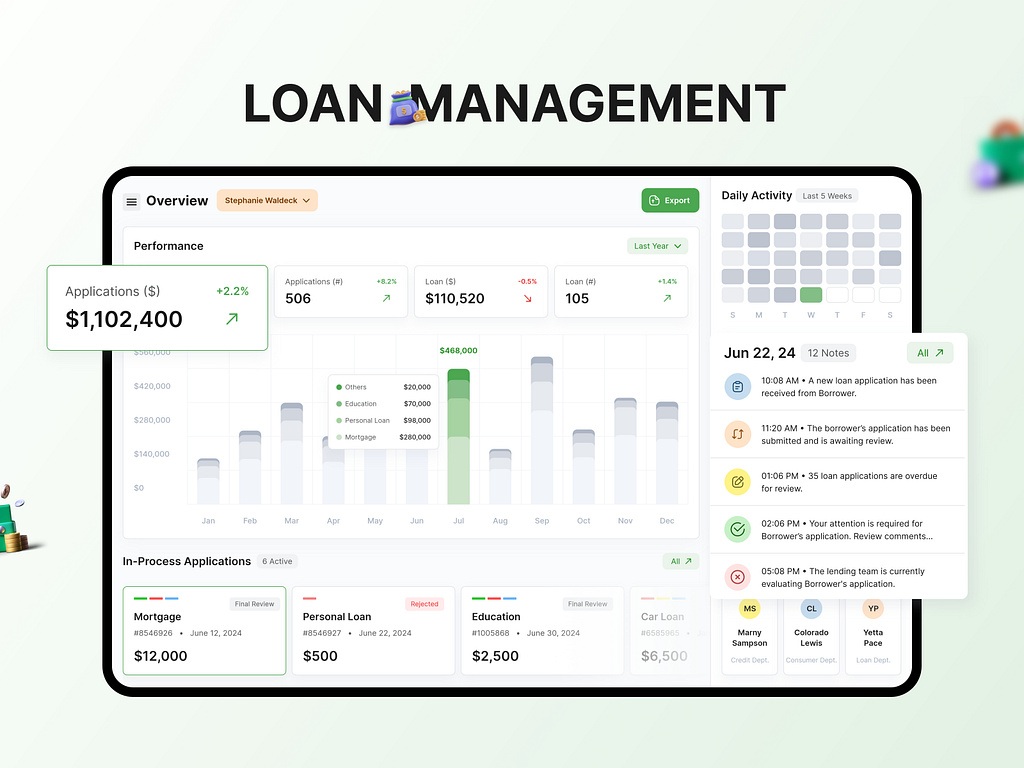 LOAN MANAGEMENT
Overview
Stephanie Waldeck
Export
Performance
Last Year
Applications ($)
+2.2%
$1,102,400
Applications (#)
+8.2%
506
Loan ($)
-0.5%
$110,520
Loan (#)
+1.4%
105
$560,000
$420,000
$280,000
$140,000
$0
$468,000
Others $20,000
Education $70,000
Personal Loan $98,000
Mortgage $280,000
Jan Feb Mar Apr May Jun Jul Aug Sep Oct Nov Dec
In-Process Applications
6 Active
All
Final Review
Mortgage
#8546926 • June 12, 2024
$12,000
Rejected
Personal Loan
#8546927 • June 22, 2024
$500
Final Review
Education
#1005868 • June 30, 2024
$2,500
Car Loan
#6585965 •
$6,500
Daily Activity
Last 5 Weeks
S M T W T F S
Jun 22, 24
12 Notes
All
10:08 AM • A new loan application has been
received from Borrower.
11:20 AM • The borrower's application has been
submitted and is awaiting review.
01:06 PM • 35 loan applications are overdue
for review.
02:06 PM • Your attention is required for
Borrower's application. Review comments...
05:08 PM • The lending team is currently
evaluating Borrower's application.
MS
Marny
Sampson
Credit Dept.
CL
Colorado
Lewis
Consumer Dept.
YP
Yetta
Pace
Loan Dept.